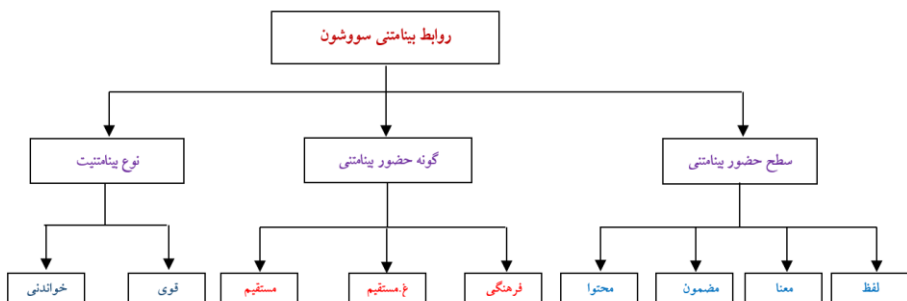 روابط بینامتنی سووشون
سطح حضور بینامتنی
گونه حضور بینامتنی
نوع بینامتنیت
لفظ
معنا
مضمون
محتوا
فرهنگی
غ.مستقیم
مستقیم
قوی
خواندنی